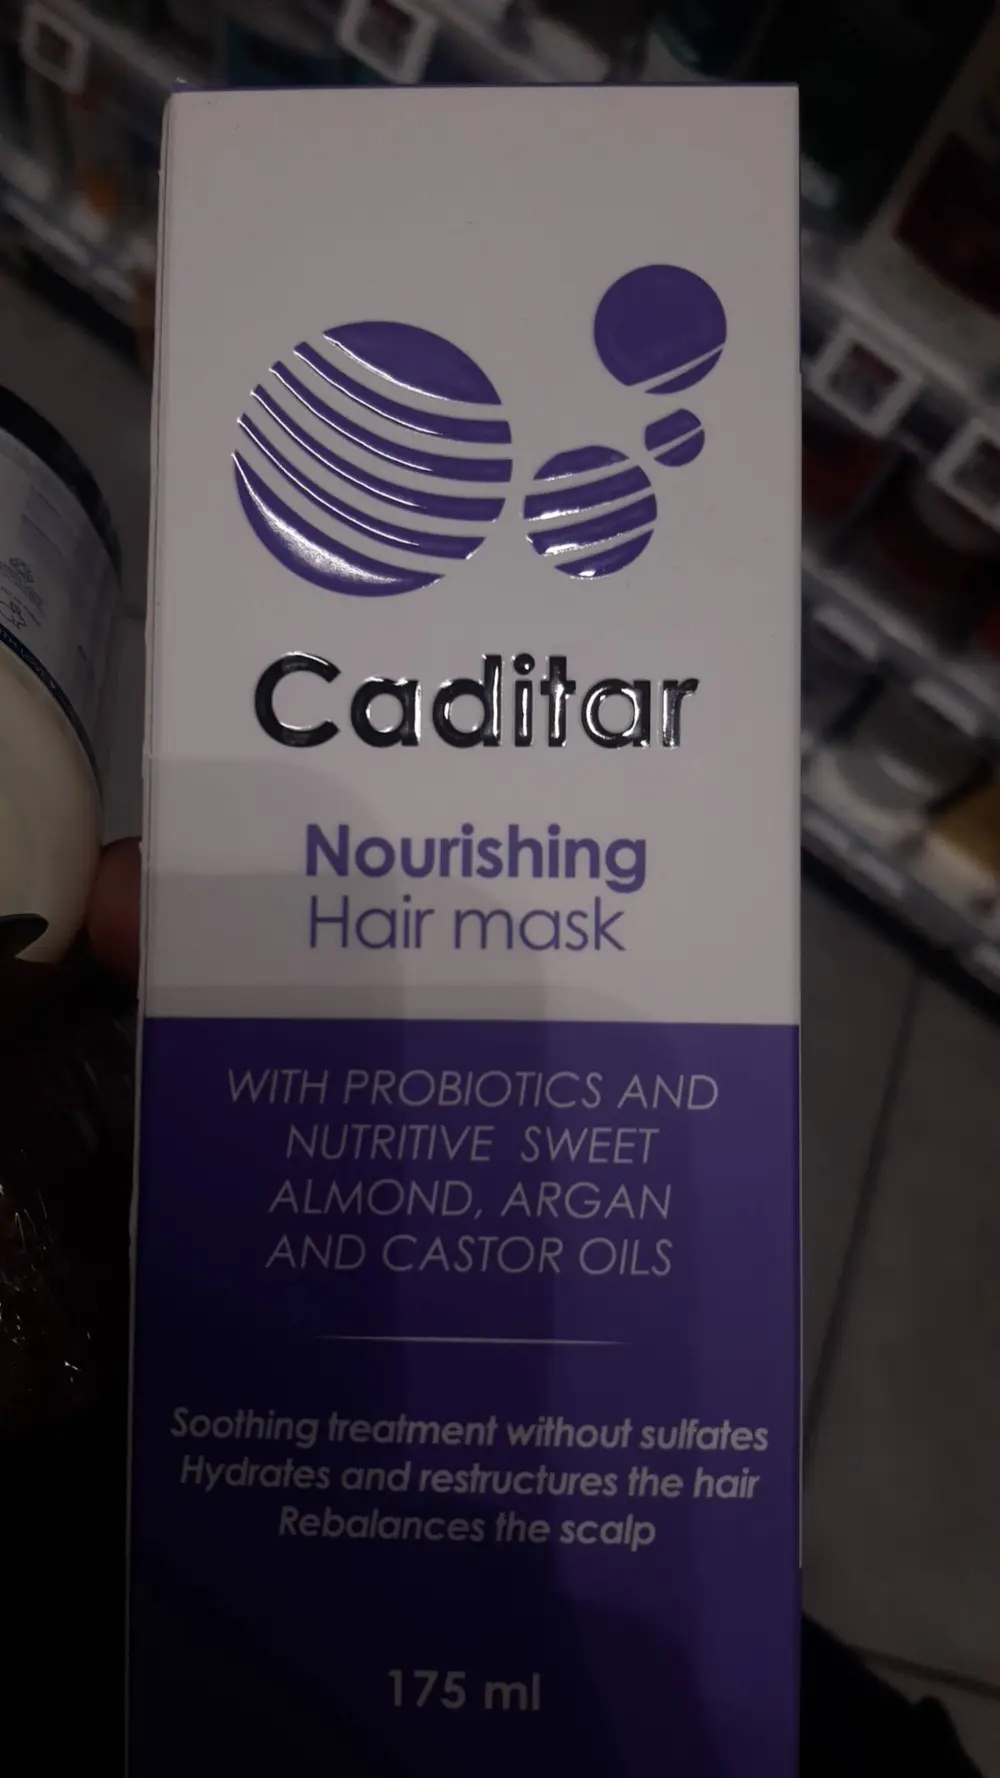 Caditar
Nourishing
Hair mask
WITH PROBIOTICS AND
NUTRITIVE SWEET
ALMOND, ARGAN
AND CASTOR OILS
Soothing treatment without sulfates
Hydrates and restructures the hair
Rebalances the scalp
175 ml